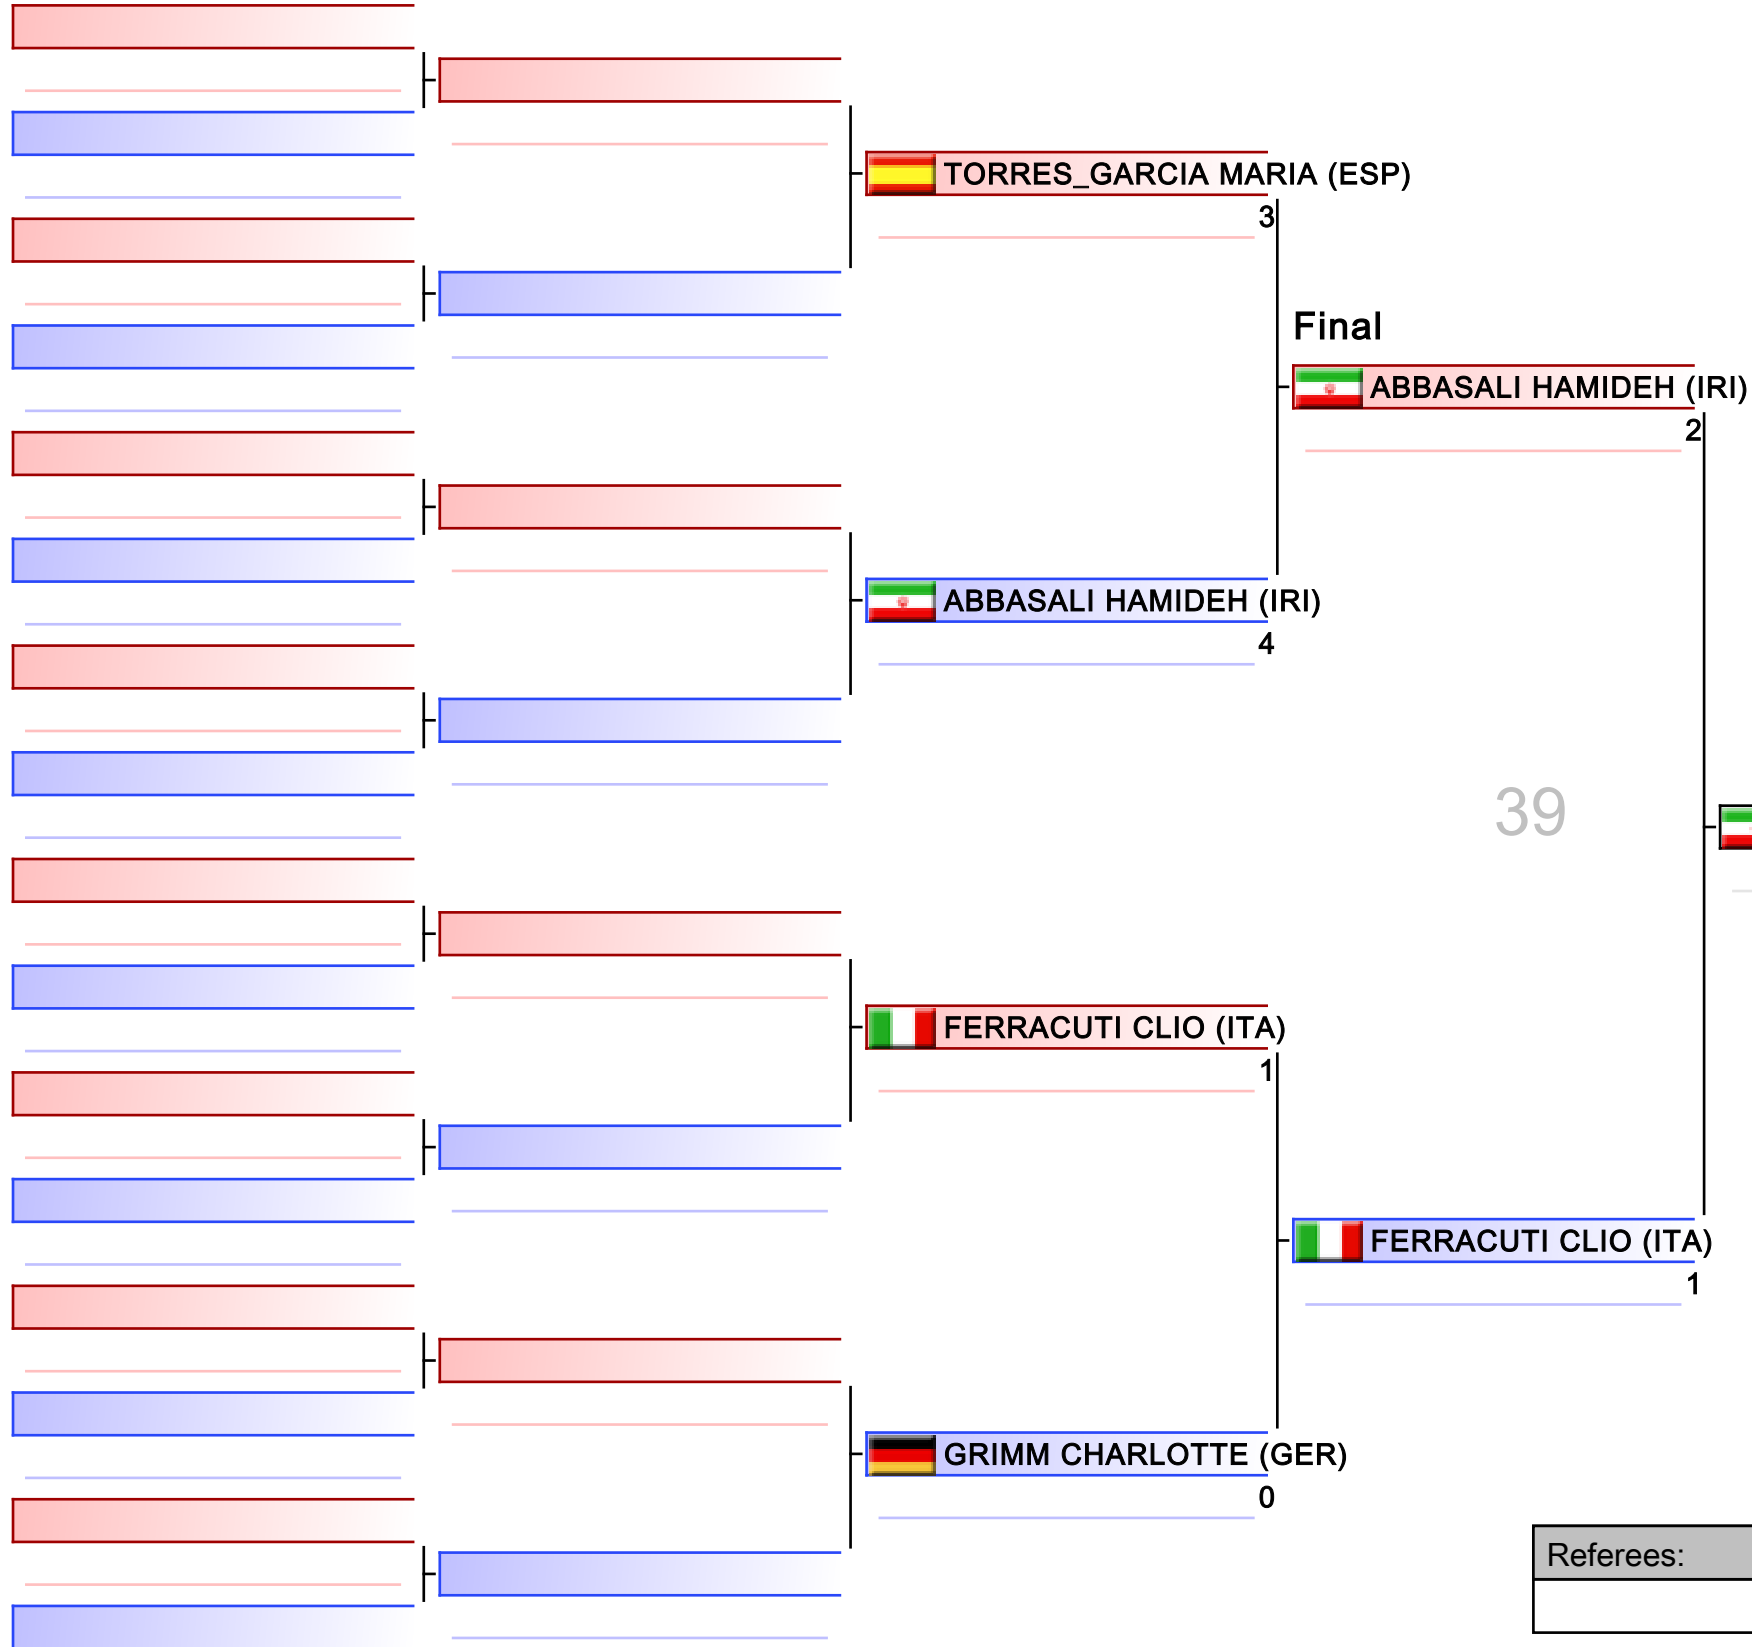 TORRES_GARCIA MARIA (ESP)
3
Final
ABBASALI HAMIDEH (IRI)
2
ABBASALI HAMIDEH (IRI)
4
39
FERRACUTI CLIO (ITA)
1
FERRACUTI CLIO (ITA)
1
GRIMM CHARLOTTE (GER)
0
Referees: